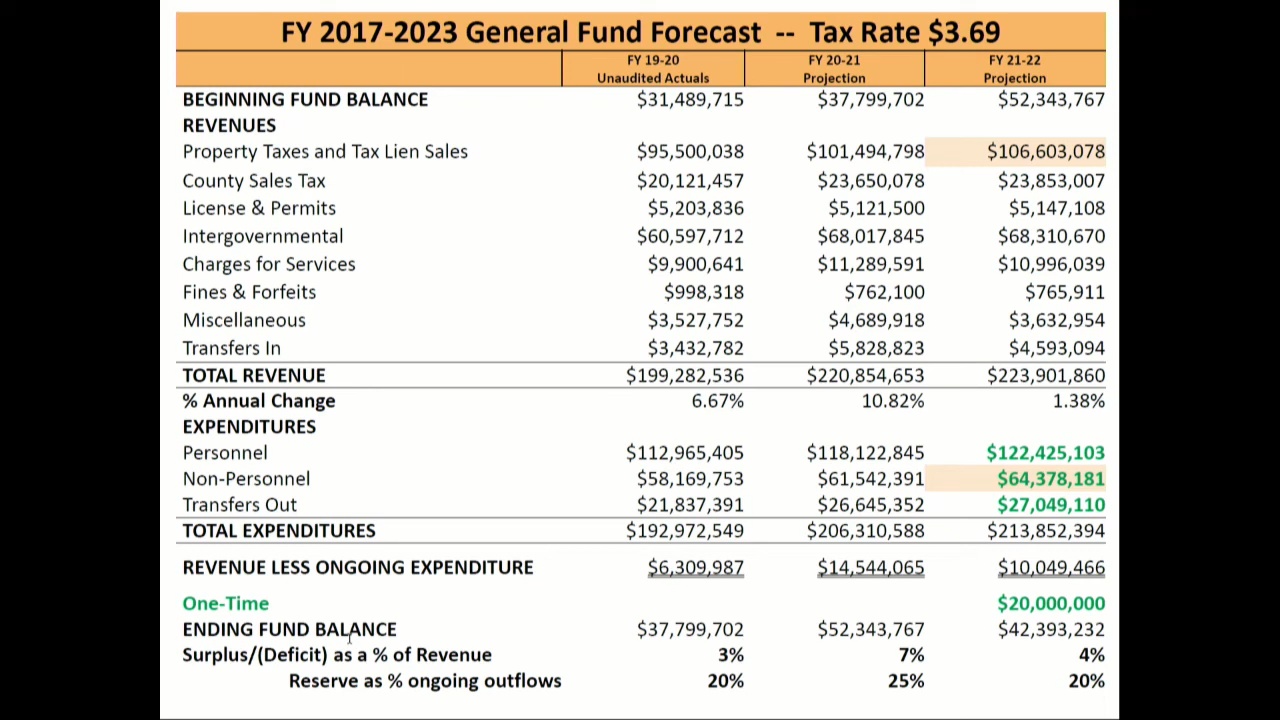 FY 2017-2023 General Fund Forecast -- Tax Rate $3.69
FY 19-20 FY 20-21 FY 21-22
Unaudited Actuals Projection Projection
BEGINNING FUND BALANCE $31,489,715 $37,799,702 $52,343,767
REVENUES
Property Taxes and Tax Lien Sales $95,500,038 $101,494,798 $106,603,078
County Sales Tax $20,121,457 $23,650,078 $23,853,007
License & Permits $5,203,836 $5,121,500 $5,147,108
Intergovernmental $60,597,712 $68,017,845 $68,310,670
Charges for Services $9,900,641 $11,289,591 $10,996,039
Fines & Forfeits $998,318 $762,100 $765,911
Miscellaneous $3,527,752 $4,689,918 $3,632,954
Transfers In $3,432,782 $5,828,823 $4,593,094
TOTAL REVENUE $199,282,536 $220,854,653 $223,901,860
% Annual Change 6.67% 10.82% 1.38%
EXPENDITURES
Personnel $112,965,405 $118,122,845 $122,425,103
Non-Personnel $58,169,753 $61,542,391 $64,378,181
Transfers Out $21,837,391 $26,645,352 $27,049,110
TOTAL EXPENDITURES $192,972,549 $206,310,588 $213,852,394
REVENUE LESS ONGOING EXPENDITURE $6,309,987 $14,544,065 $10,049,466
One-Time $20,000,000
ENDING FUND BALANCE $37,799,702 $52,343,767 $42,393,232
Surplus/(Deficit) as a % of Revenue 3% 7% 4%
Reserve as % ongoing outflows 20% 25% 20%